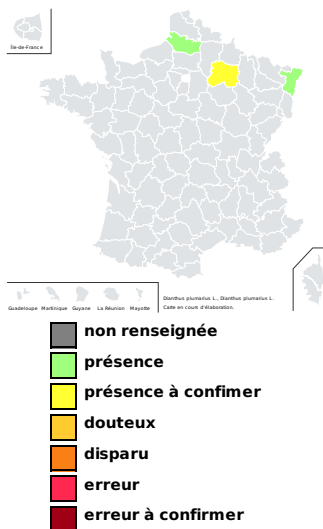 Île-de-France
Guadeloupe Martinique Guyane La Réunion Mayotte
Dianthus plumarius L., Dianthus plumarius L.
Carte en cours d'élaboration.
non renseignée
présence
présence à confimer
douteux
disparu
erreur
erreur à confirmer